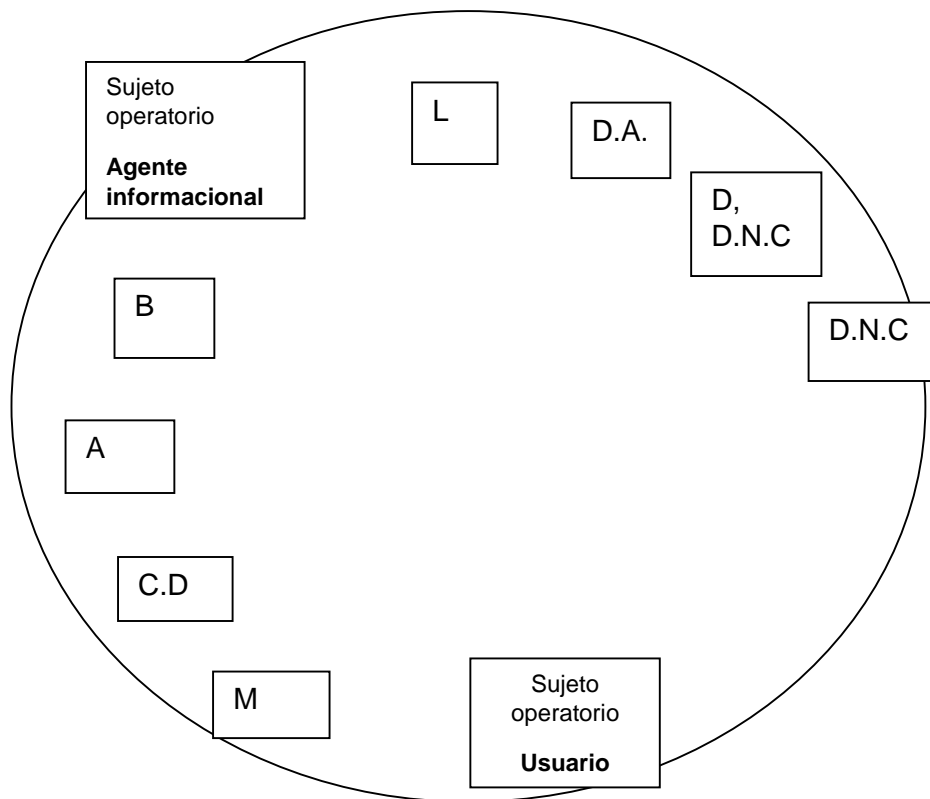 Sujeto
operatorio
Agente
informacional
L
D.A.
D,
D.N.C
D.N.C
B
A
C.D
M
Sujeto
operatorio
Usuario